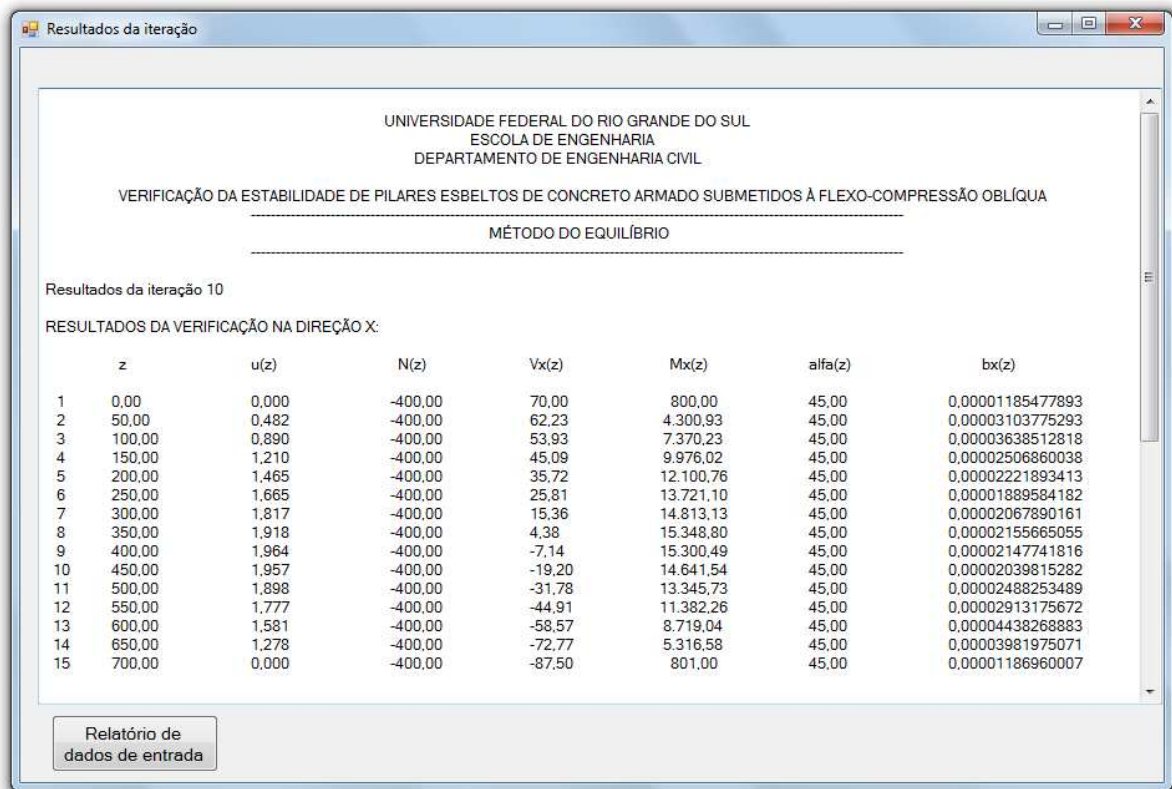 Resultados da iteração
UNIVERSIDADE FEDERAL DO RIO GRANDE DO SUL
ESCOLA DE ENGENHARIA
DEPARTAMENTO DE ENGENHARIA CIVIL
VERIFICAÇÃO DA ESTABILIDADE DE PILARES ESBELTOS DE CONCRETO ARMADO SUBMETIDOS À FLEXO-COMPRESSÃO OBLÍQUA
MÉTODO DO EQUILÍBRIO
Resultados da iteração 10
RESULTADOS DA VERIFICAÇÃO NA DIREÇÃO X:
z u(z) N(z) Vx(z) Mx(z) alfa(z) bx(z)
1 0,00 0,000 -400,00 70,00 800,00 45,00 0,00001185477893
2 50,00 0,482 -400,00 62,23 4.300,93 45,00 0,00003103775293
3 100,00 0,890 -400,00 53,93 7.370,23 45,00 0,00003638512818
4 150,00 1,210 -400,00 45,09 9.976,02 45,00 0,00002506860038
5 200,00 1,465 -400,00 35,72 12.100,76 45,00 0,00002221893413
6 250,00 1,665 -400,00 25,81 13.721,10 45,00 0,00001889584182
7 300,00 1,817 -400,00 15,36 14.813,13 45,00 0,00002067890161
8 350,00 1,918 -400,00 4,38 15.348,80 45,00 0,00002155665055
9 400,00 1,964 -400,00 -7,14 15.300,49 45,00 0,00002147741816
10 450,00 1,957 -400,00 -19,20 14.641,54 45,00 0,00002039815282
11 500,00 1,898 -400,00 -31,78 13.345,73 45,00 0,00002488253489
12 550,00 1,777 -400,00 -44,91 11.382,26 45,00 0,00002913175672
13 600,00 1,581 -400,00 -58,57 8.719,04 45,00 0,00004438268883
14 650,00 1,278 -400,00 -72,77 5.316,58 45,00 0,00003981975071
15 700,00 0,000 -400,00 -87,50 801,00 45,00 0,00001186960007
Relatório de
dados de entrada